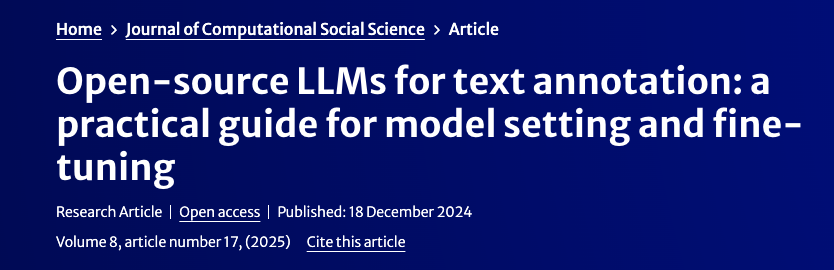 Home > Journal of Computational Social Science > Article
Open-source LLMs for text annotation: a
practical guide for model setting and fine-
tuning
Research Article | Open access | Published: 18 December 2024
Volume 8, article number 17, (2025) Cite this article